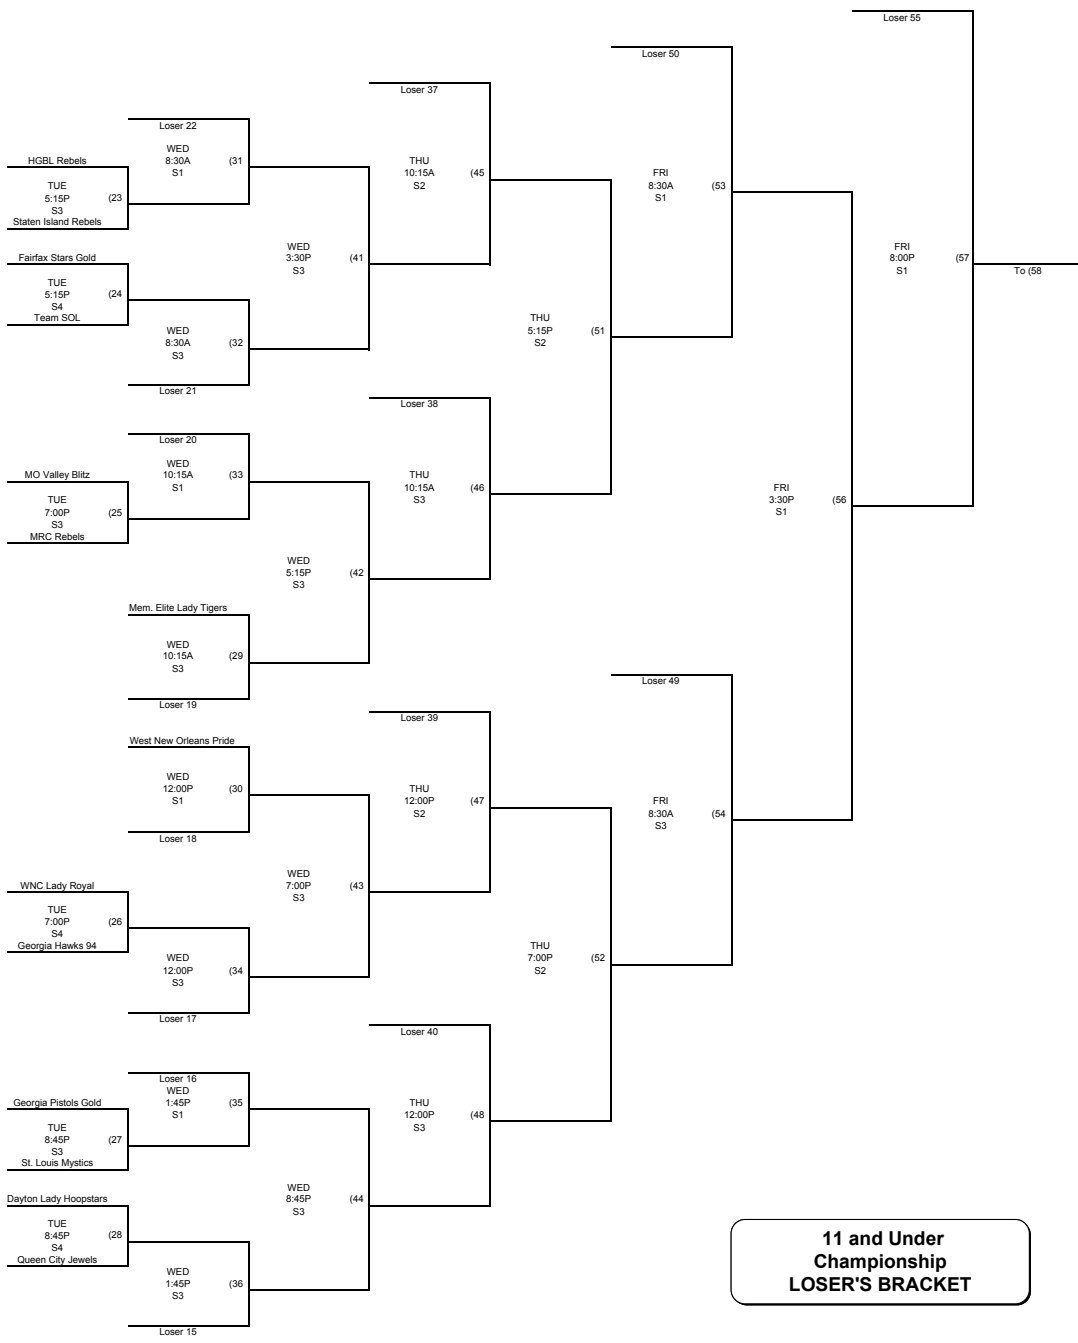 Loser 55
Loser 50
Loser 37
Loser 22
HGBL Rebels
WED
8:30A (31
S1
TUE
5:15P (23
S3
Staten Island Rebels
THU
10:15A (45
S2
FRI
8:30A (53
S1
Fairfax Stars Gold
TUE
5:15P (24
S4
Team SOL
WED
3:30P (41
S3
FRI
8:00P (57
S1
To (58
WED
8:30A (32
S3
Loser 21
THU
5:15P (51
S2
Loser 38
Loser 20
MO Valley Blitz
WED
10:15A (33
S1
TUE
7:00P (25
S3
MRC Rebels
THU
10:15A (46
S3
FRI
3:30P (56
S1
WED
5:15P (42
S3
Mem. Elite Lady Tigers
WED
10:15A (29
S3
Loser 19
Loser 49
Loser 39
West New Orleans Pride
WED
12:00P (30
S1
Loser 18
THU
12:00P (47
S2
FRI
8:30A (54
S3
WNC Lady Royal
TUE
7:00P (26
S4
Georgia Hawks 94
WED
7:00P (43
S3
WED
12:00P (34
S3
Loser 17
THU
7:00P (52
S2
Loser 40
Loser 16
WED
1:45P (35
S1
Georgia Pistols Gold
TUE
8:45P (27
S3
St. Louis Mystics
THU
12:00P (48
S3
Dayton Lady Hoopstars
TUE
8:45P (28
S4
Queen City Jewels
WED
8:45P (44
S3
WED
1:45P (36
S3
Loser 15
11 and Under
Championship
LOSER'S BRACKET